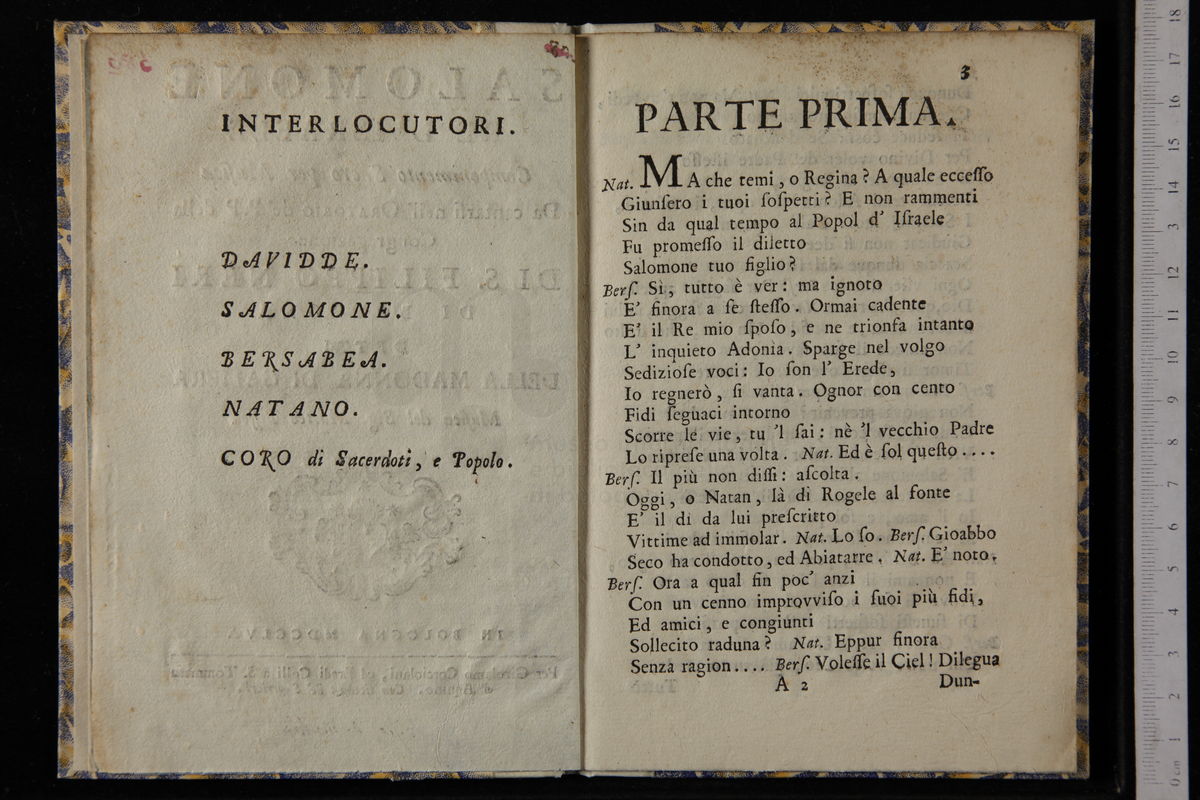 INTERLOCUTORI.
DAVIDDE.
SALOMONE.
BERSABEA.
NATANO.
CORO di Sacerdoti, e Popolo.
3
PARTE PRIMA.
Nat. MA che temi, o Regina? A quale ecceſſo
Giunſero i tuoi ſoſpetti? E non rammenti
Sin da qual tempo al Popol d' Iſraele
Fu promeſſo il diletto
Salomone tuo figlio?
Berſ. Sì, tutto è ver: ma ignoto
E' finora a ſe ſteſſo. Ormai cadente
E' il Re mio ſpoſo, e ne trionfa intanto
L' inquieto Adonìa. Sparge nel volgo
Sedizioſe voci: Io ſon l' Erede,
Io regnerò, ſi vanta. Ognor con cento
Fidi ſeguaci intorno
Scorre le vie, tu 'l ſai: nè 'l vecchio Padre
Lo ripreſe una volta. Nat. Ed è ſol queſto....
Berſ. Il più non diſſi: aſcolta.
Oggi, o Natan, là di Rogele al fonte
E' il dì da lui preſcritto
Vittime ad immolar. Nat. Lo ſo. Berſ. Gioabbo
Seco ha condotto, ed Abiatarre. Nat. E' noto.
Berſ. Ora a qual fin poc' anzi
Con un cenno improvviſo i ſuoi più fidi,
Ed amici, e congiunti
Sollecito raduna? Nat. Eppur finora
Senza ragion.... Berſ. Voleſſe il Ciel! Dilegua
A 2
Dun-